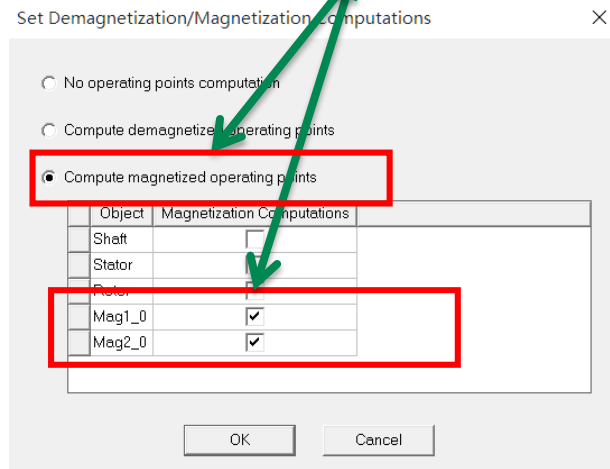 Set Demagnetization/Magnetization Computations
No operating points computation
Compute demagnetized operating points
Compute magnetized operating points
Object Magnetization Computations
Shaft
Stator
Rotor
Mag1_0
Mag2_0
OK Cancel